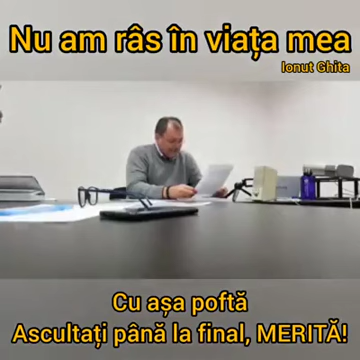 Nu am râs în viața mea
Ionut Ghita
Cu așa poftă
Ascultați până la final, MERITĂ!